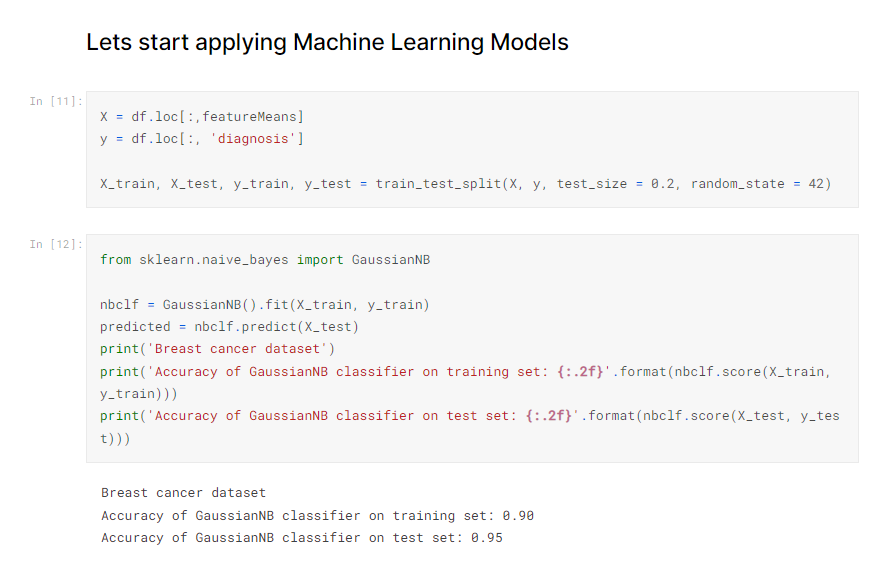 Lets start applying Machine Learning Models
In [11]:
X = df.loc[:,featureMeans]
y = df.loc[:, 'diagnosis']
X_train, X_test, y_train, y_test = train_test_split(X, y, test_size = 0.2, random_state = 42)
In [12]:
from sklearn.naive_bayes import GaussianNB
nbclf = GaussianNB().fit(X_train, y_train)
predicted = nbclf.predict(X_test)
print('Breast cancer dataset')
print('Accuracy of GaussianNB classifier on training set: {:.2f}'.format(nbclf.score(X_train,
y_train)))
print('Accuracy of GaussianNB classifier on test set: {:.2f}'.format(nbclf.score(X_test, y_tes
t)))
Breast cancer dataset
Accuracy of GaussianNB classifier on training set: 0.90
Accuracy of GaussianNB classifier on test set: 0.95